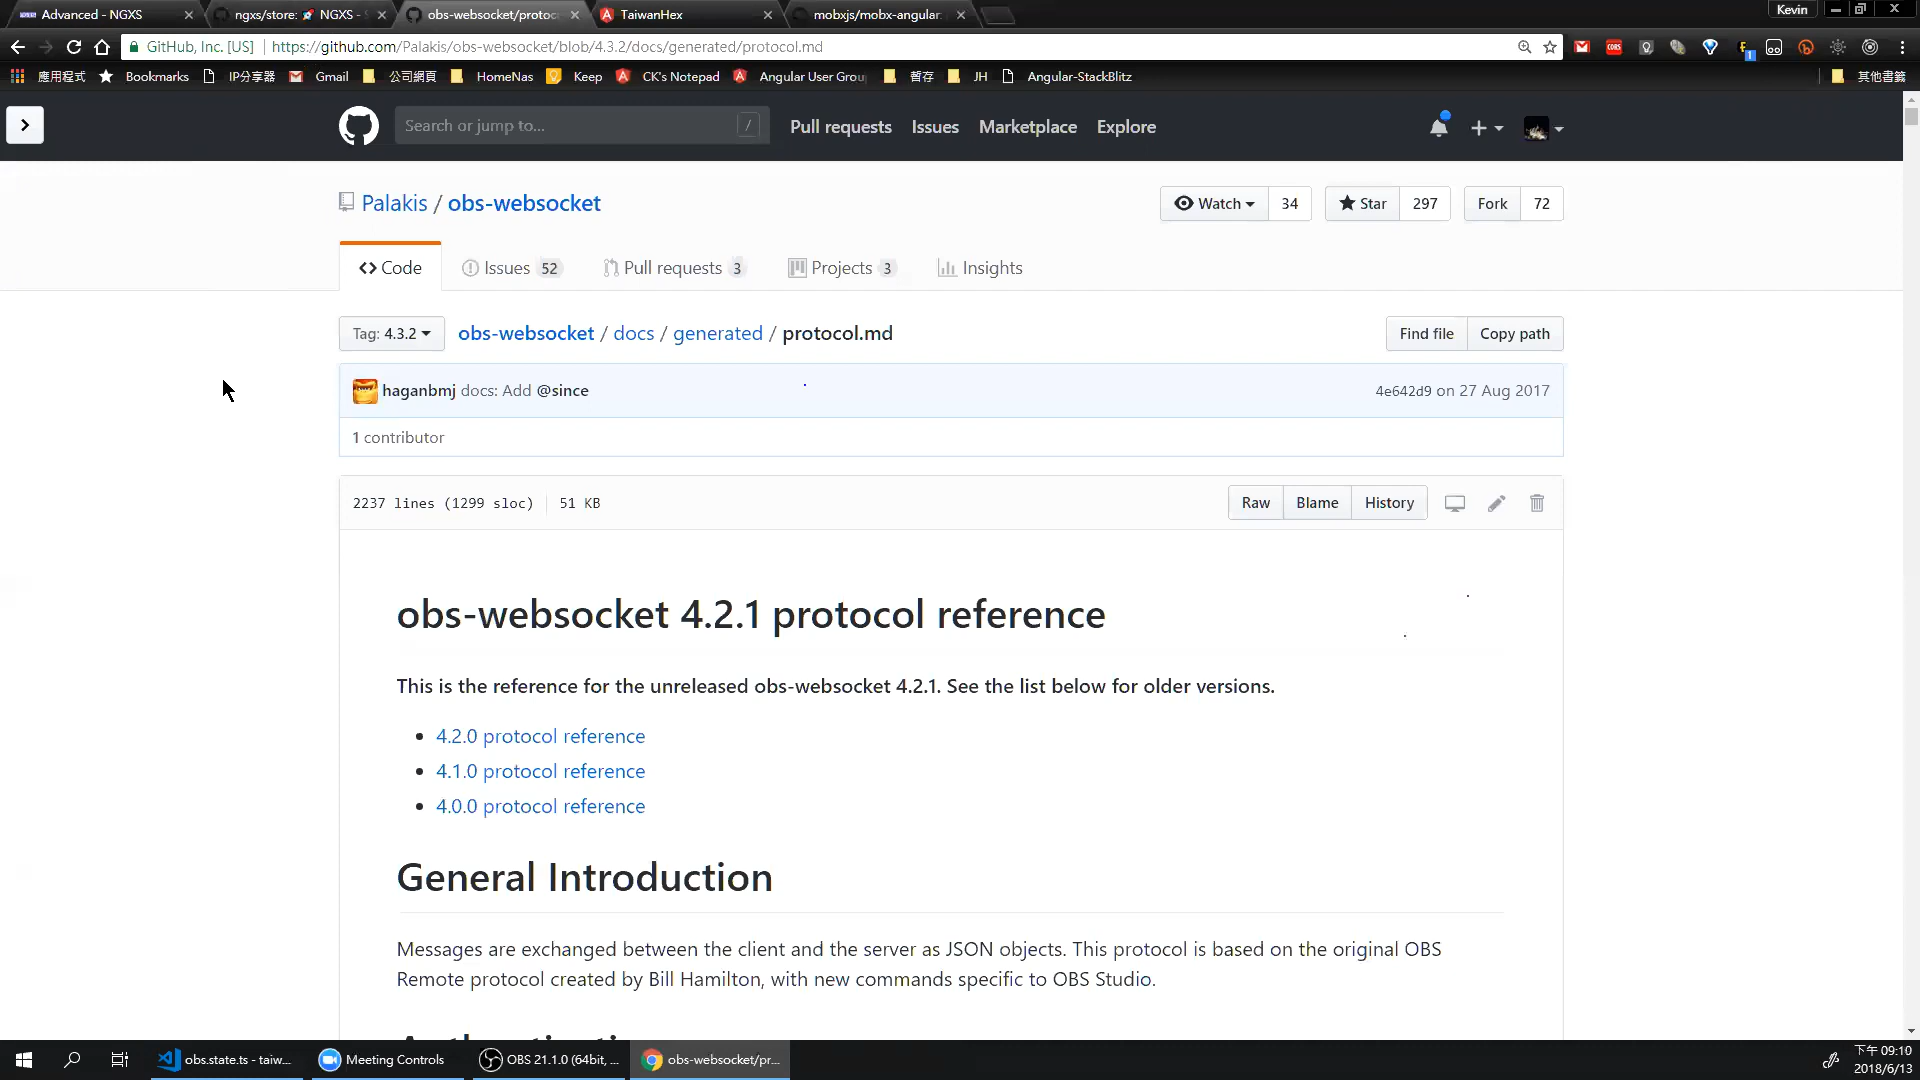 Advanced - NGXS
ngxs/store: 🚀 NGXS - S
obs-websocket/protoc
TaiwanHex
mobxjs/mobx-angular
Kevin
GitHub, Inc. [US] | https://github.com/Palakis/obs-websocket/blob/4.3.2/docs/generated/protocol.md
應用程式 Bookmarks IP分享器 Gmail 公司網頁 HomeNas Keep CK's Notepad Angular User Grou 暫存 JH Angular-StackBlitz 其他書籤
Search or jump to... / Pull requests Issues Marketplace Explore
Palakis / obs-websocket
Watch 34 Star 297 Fork 72
Code Issues 52 Pull requests 3 Projects 3 Insights
Tag: 4.3.2 obs-websocket / docs / generated / protocol.md Find file Copy path
haganbmj docs: Add @since 4e642d9 on 27 Aug 2017
1 contributor
2237 lines (1299 sloc) 51 KB Raw Blame History
obs-websocket 4.2.1 protocol reference
This is the reference for the unreleased obs-websocket 4.2.1. See the list below for older versions.
4.2.0 protocol reference
4.1.0 protocol reference
4.0.0 protocol reference
General Introduction
Messages are exchanged between the client and the server as JSON objects. This protocol is based on the original OBS
Remote protocol created by Bill Hamilton, with new commands specific to OBS Studio.
obs.state.ts - taiw... Meeting Controls OBS 21.1.0 (64bit, ... obs-websocket/pr...
下午 09:10
2018/6/13